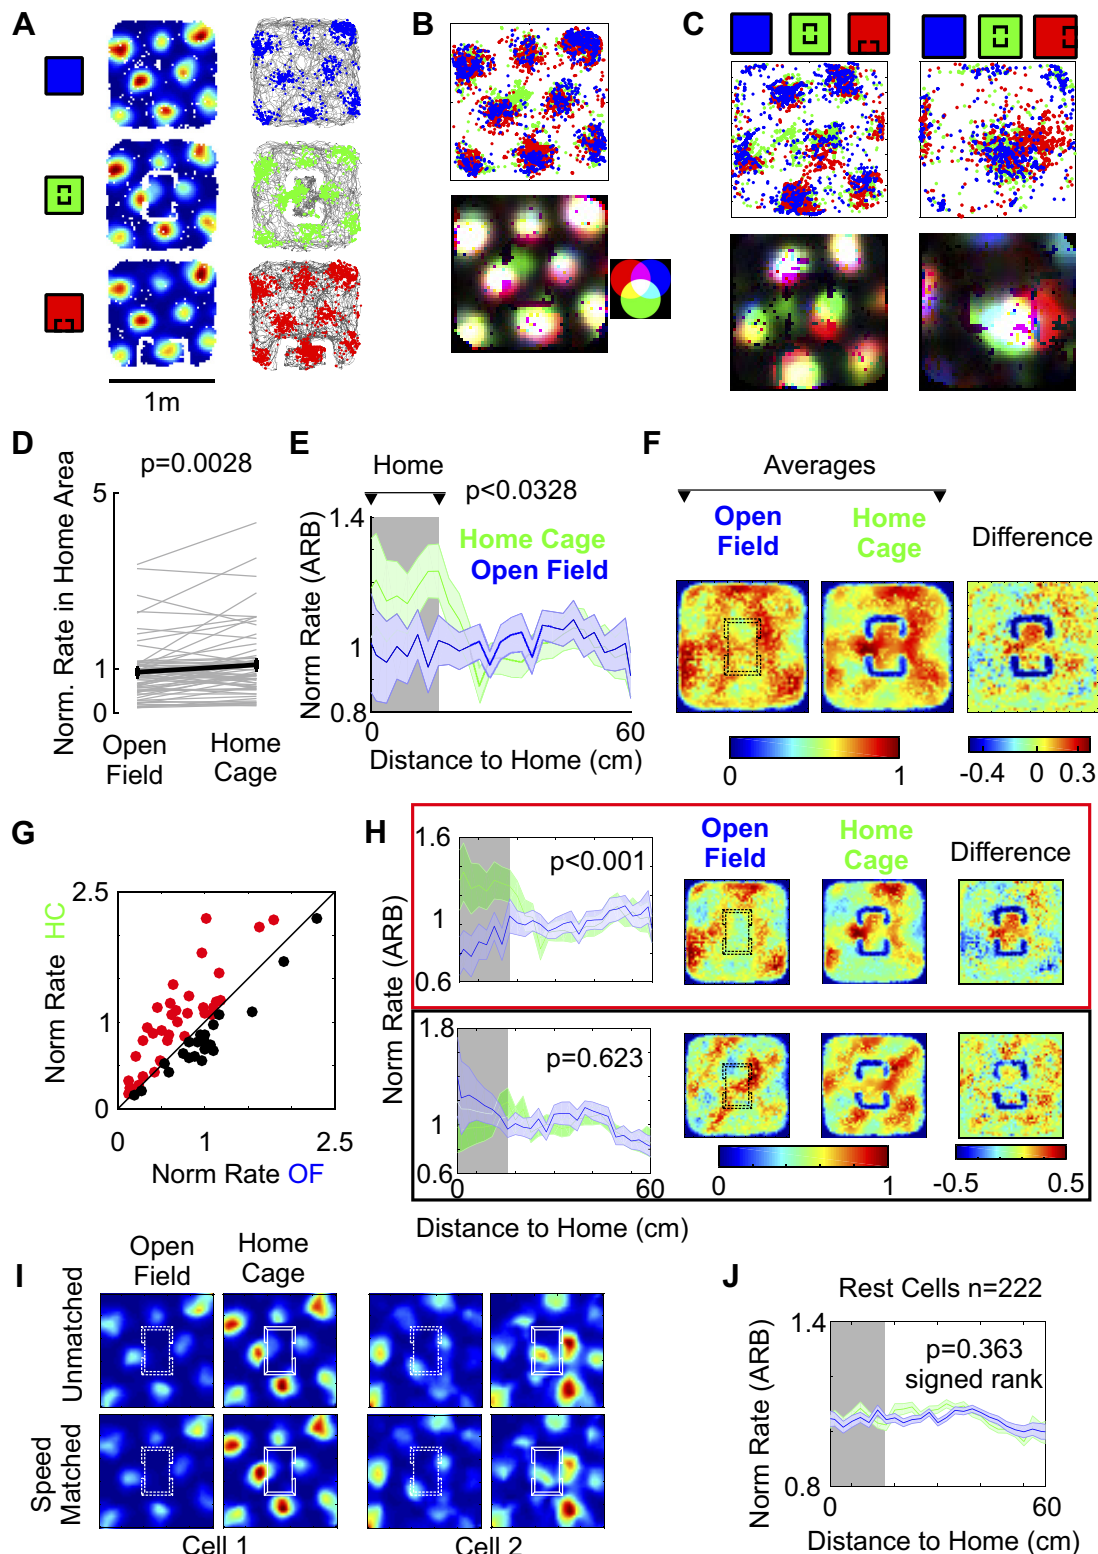 A
1m
B
C
D
p=0.0028
Norm. Rate in Home Area
5
1
0
Open
Field
Home
Cage
E
Home
p<0.0328
Norm Rate (ARB)
1.4
1
0.8
Home Cage
Open Field
0
60
Distance to Home (cm)
F
Averages
Open
Field
Home
Cage
Difference
0
1
-0.4
0
0.3
G
Norm Rate HC
2.5
1
0
0
1
2.5
Norm Rate OF
H
Norm Rate (ARB)
1.6
1
0.6
p<0.001
Open
Field
Home
Cage
Difference
1.8
1
0.6
p=0.623
0
60
0
1
-0.5
0.5
Distance to Home (cm)
I
Open
Field
Home
Cage
Unmatched
Speed
Matched
Cell 1
Cell 2
J
Rest Cells n=222
Norm Rate (ARB)
1.4
0.8
p=0.363
signed rank
0
60
Distance to Home (cm)